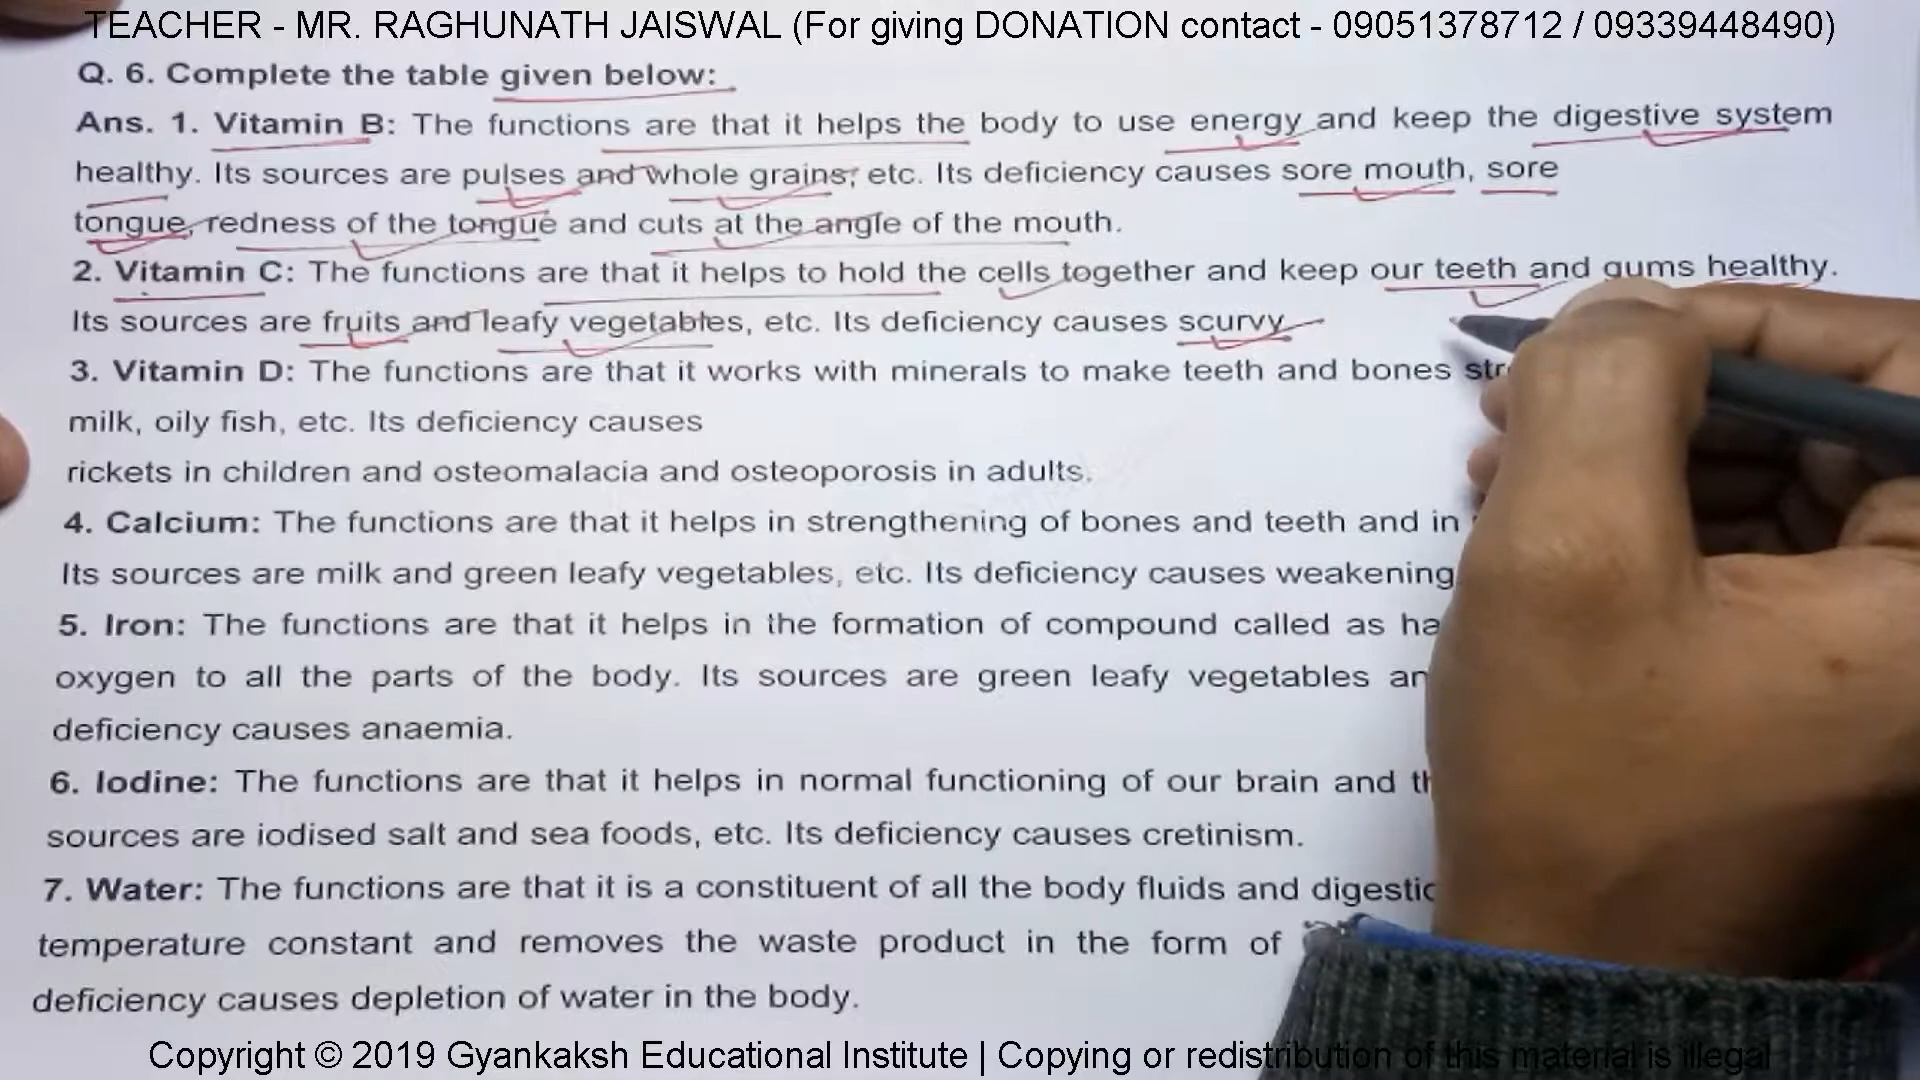 TEACHER - MR. RAGHUNATH JAISWAL (For giving DONATION contact - 09051378712 / 09339448490)
Q. 6. Complete the table given below:
Ans. 1. Vitamin B: The functions are that it helps the body to use energy and keep the digestive system
healthy. Its sources are pulses and whole grains, etc. Its deficiency causes sore mouth, sore
tongue, redness of the tongue and cuts at the angle of the mouth.
2. Vitamin C: The functions are that it helps to hold the cells together and keep our teeth and gums healthy.
Its sources are fruits and leafy vegetables, etc. Its deficiency causes scurvy
3. Vitamin D: The functions are that it works with minerals to make teeth and bones
milk, oily fish, etc. Its deficiency causes
rickets in children and osteomalacia and osteoporosis in adults.
4. Calcium: The functions are that it helps in strengthening of bones and teeth and in
Its sources are milk and green leafy vegetables, etc. Its deficiency causes weakening
5. Iron: The functions are that it helps in the formation of compound called as
oxygen to all the parts of the body. Its sources are green leafy vegetables
deficiency causes anaemia.
6. Iodine: The functions are that it helps in normal functioning of our brain and
sources are iodised salt and sea foods, etc. Its deficiency causes cretinism.
7. Water: The functions are that it is a constituent of all the body fluids and
temperature constant and removes the waste product in the form of
deficiency causes depletion of water in the body.
Copyright © 2019 Gyankaksh Educational Institute | Copying or redistribution of this material is illegal